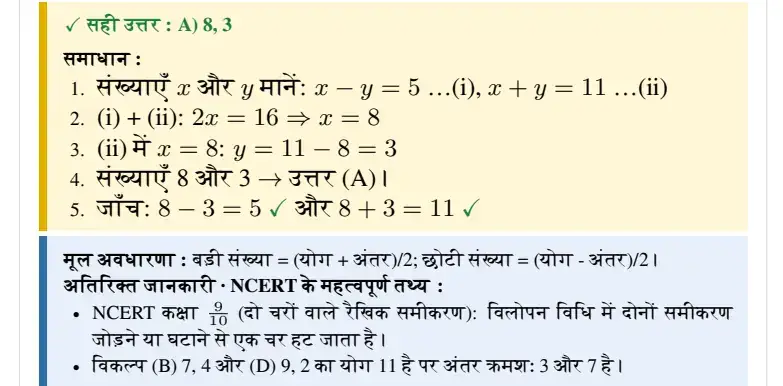 ✓ सही उत्तर : A) 8, 3
समाधान :
1. संख्याएँ x और y मानें: x − y = 5 …(i), x + y = 11 …(ii)
2. (i) + (ii): 2x = 16 ⇒ x = 8
3. (ii) में x = 8: y = 11 − 8 = 3
4. संख्याएँ 8 और 3 → उत्तर (A)।
5. जाँच: 8 − 3 = 5 ✓ और 8 + 3 = 11 ✓
मूल अवधारणा : बड़ी संख्या = (योग + अंतर)/2; छोटी संख्या = (योग - अंतर)/2।
अतिरिक्त जानकारी · NCERT के महत्वपूर्ण तथ्य :
• NCERT कक्षा 9/10 (दो चरों वाले रैखिक समीकरण): विलोपन विधि में दोनों समीकरण
जोड़ने या घटाने से एक चर हट जाता है।
• विकल्प (B) 7, 4 और (D) 9, 2 का योग 11 है पर अंतर क्रमश: 3 और 7 है।